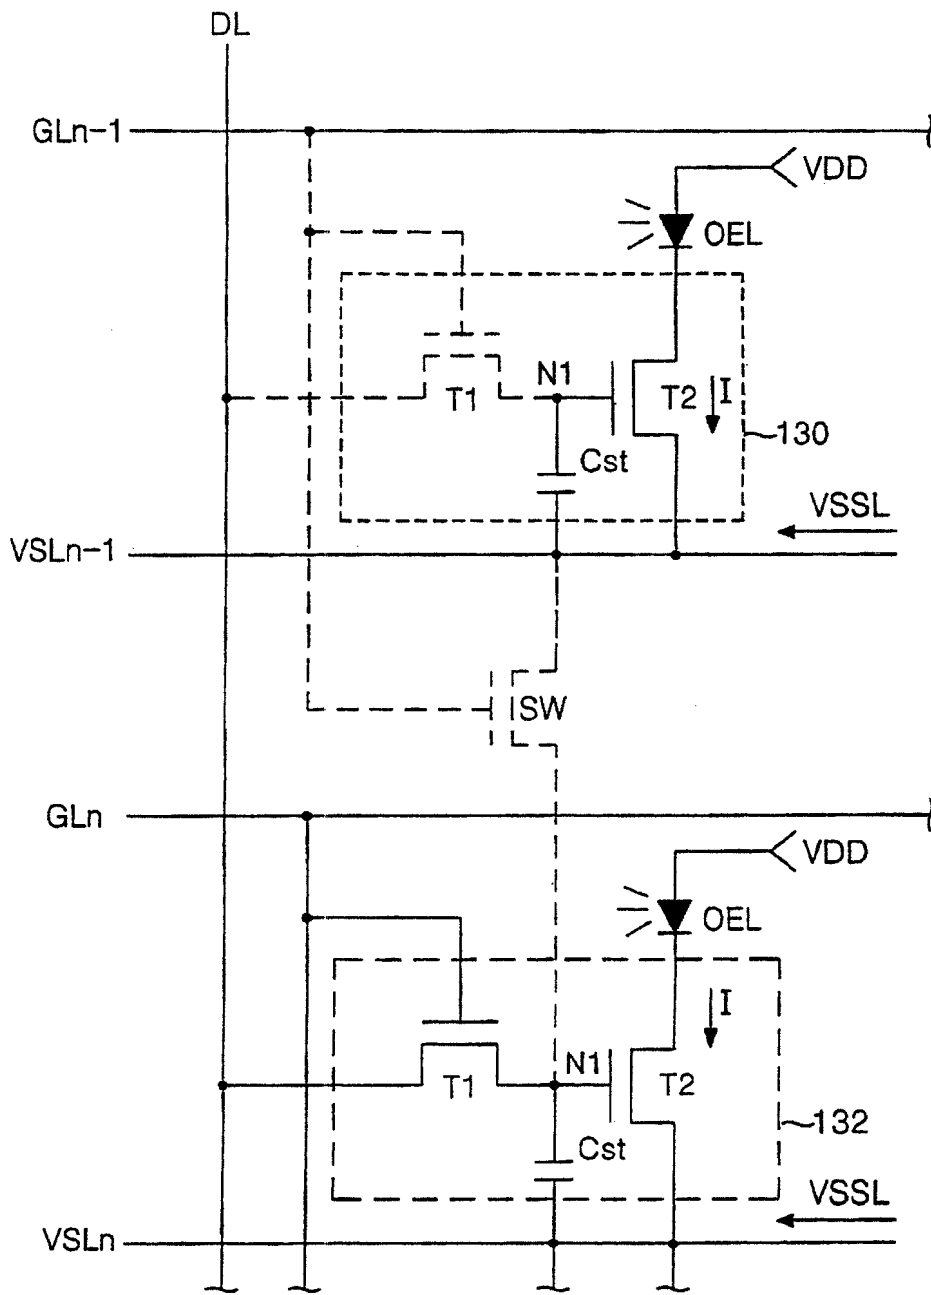 DL
GLn-1
VDD
OEL
N1
T1
T2
I
130
Cst
VSSL
VSLn-1
SW
GLn
VDD
OEL
I
N1
T1
T2
132
Cst
VSSL
VSLn